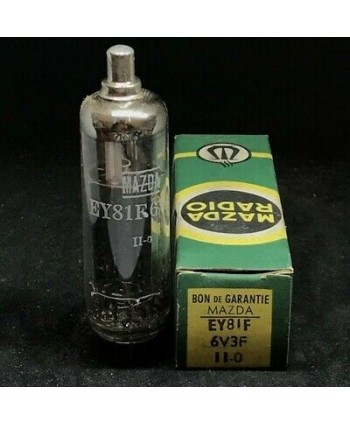 MAZDA
EY81F
II-0
MAZDA
RADIO
BON DE GARANTIE
MAZDA
EY81F
6V3F
II-0